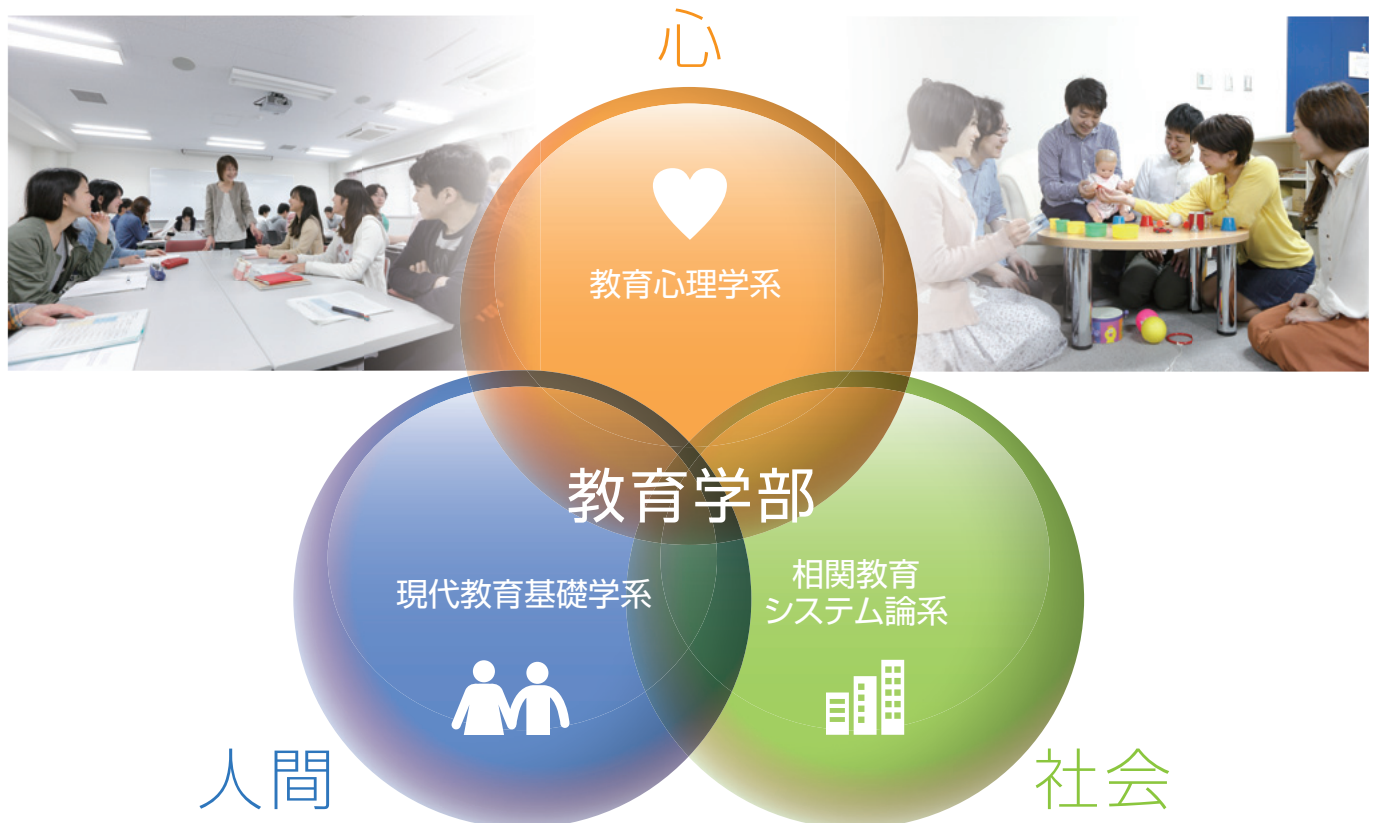 心
教育心理学系
教育学部
現代教育基礎学系
相関教育
システム論系
人間
社会